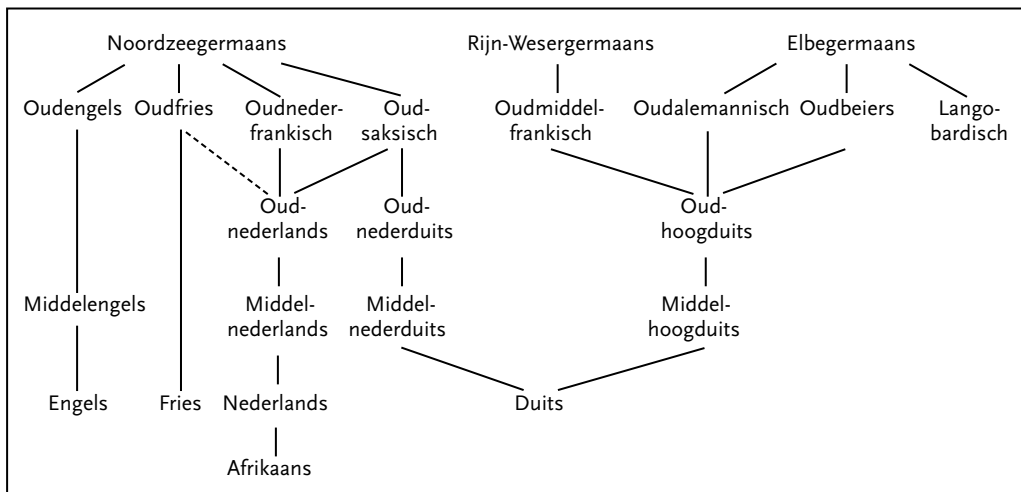 Noordzeegermaans Rijn-Wesergermaans Elbegermaans
Oudengels Oudfries Oudneder- Oud- Oudmiddel- Oudalemannisch Oudbeiers Lango-
frankisch saksisch frankisch bardisch
Oud- Oud- Oud-
nederlands nederduits hoogduits
Middelengels Middel- Middel- Middel-
nederlands nederduits hoogduits
Engels Fries Nederlands Duits
Afrikaans